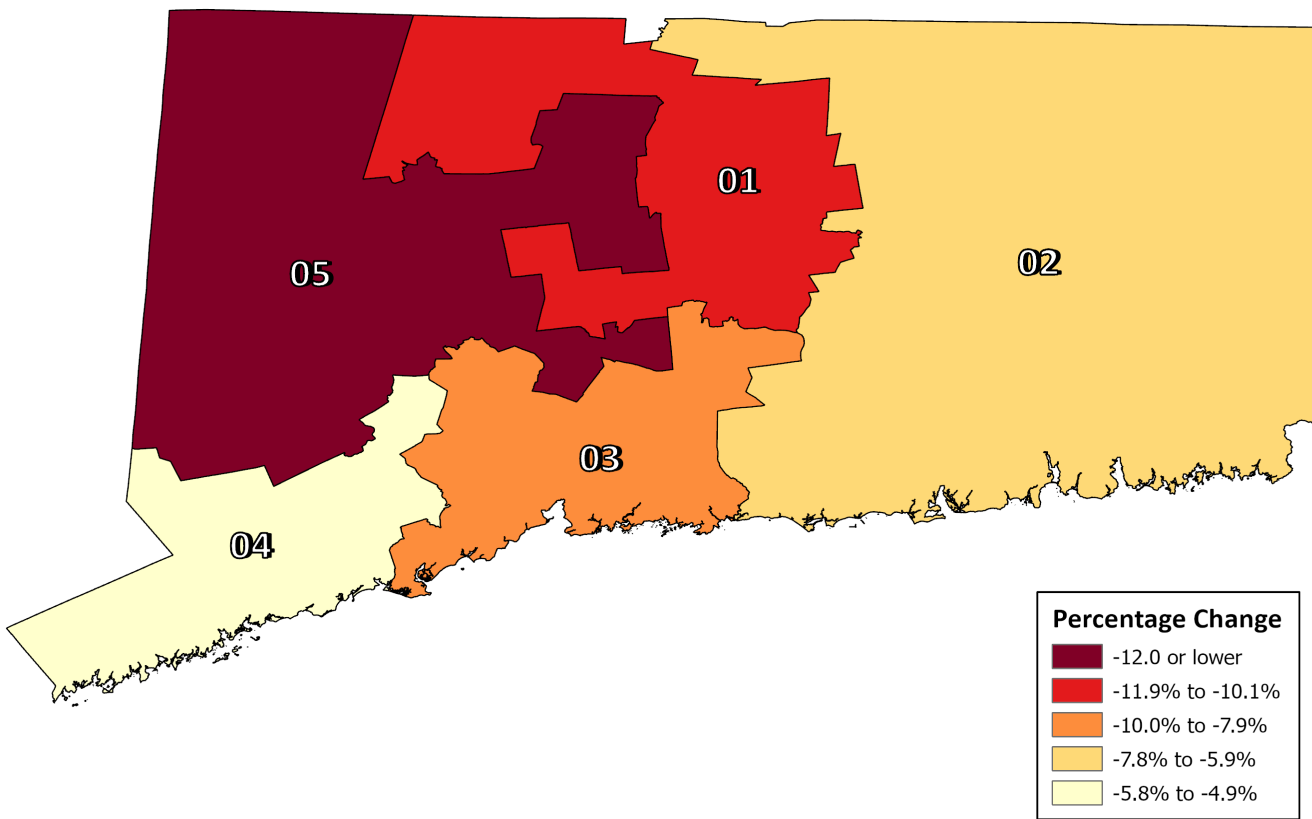 01
02
05
03
04
Percentage Change
-12.0 or lower
-11.9% to -10.1%
-10.0% to -7.9%
-7.8% to -5.9%
-5.8% to -4.9%